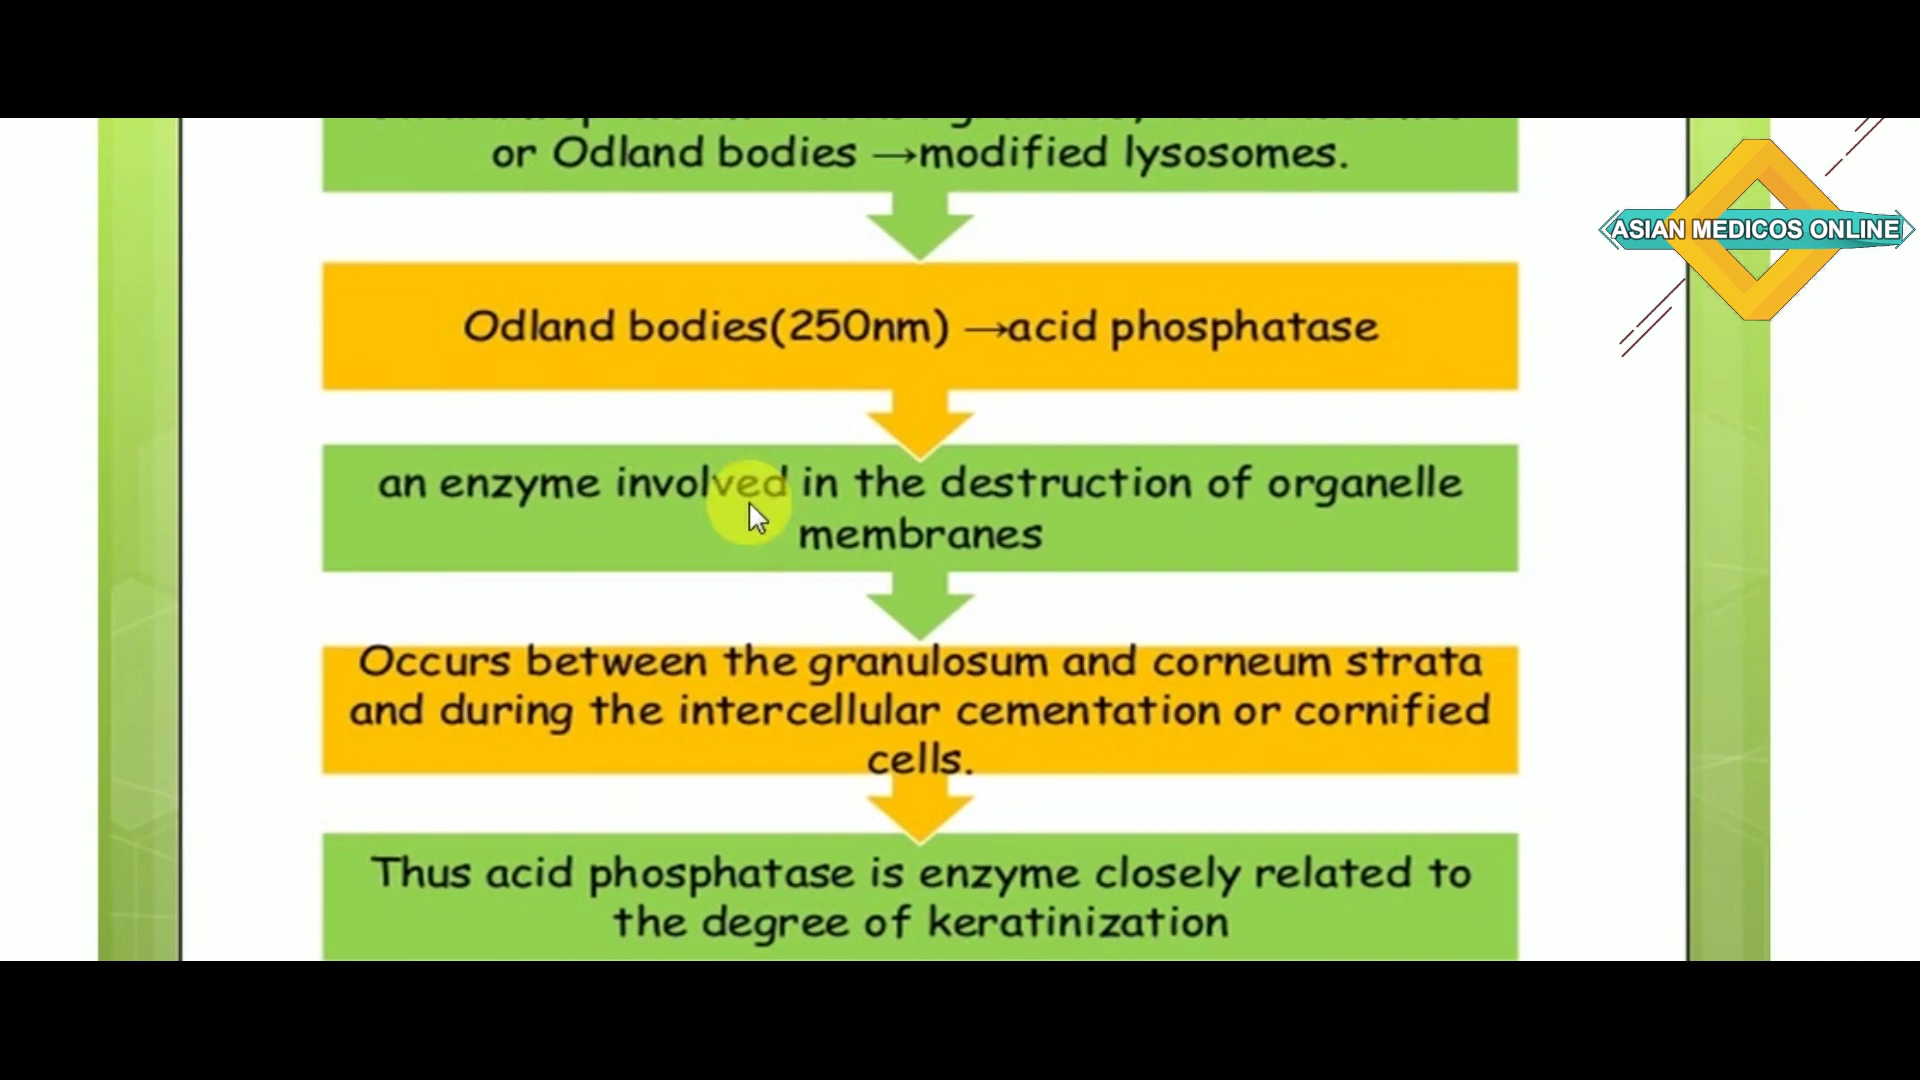 or Odland bodies →modified lysosomes.
Odland bodies(250nm) →acid phosphatase
an enzyme involved in the destruction of organelle
membranes
Occurs between the granulosum and corneum strata
and during the intercellular cementation or cornified
cells.
Thus acid phosphatase is enzyme closely related to
the degree of keratinization
ASIAN MEDICOS ONLINE